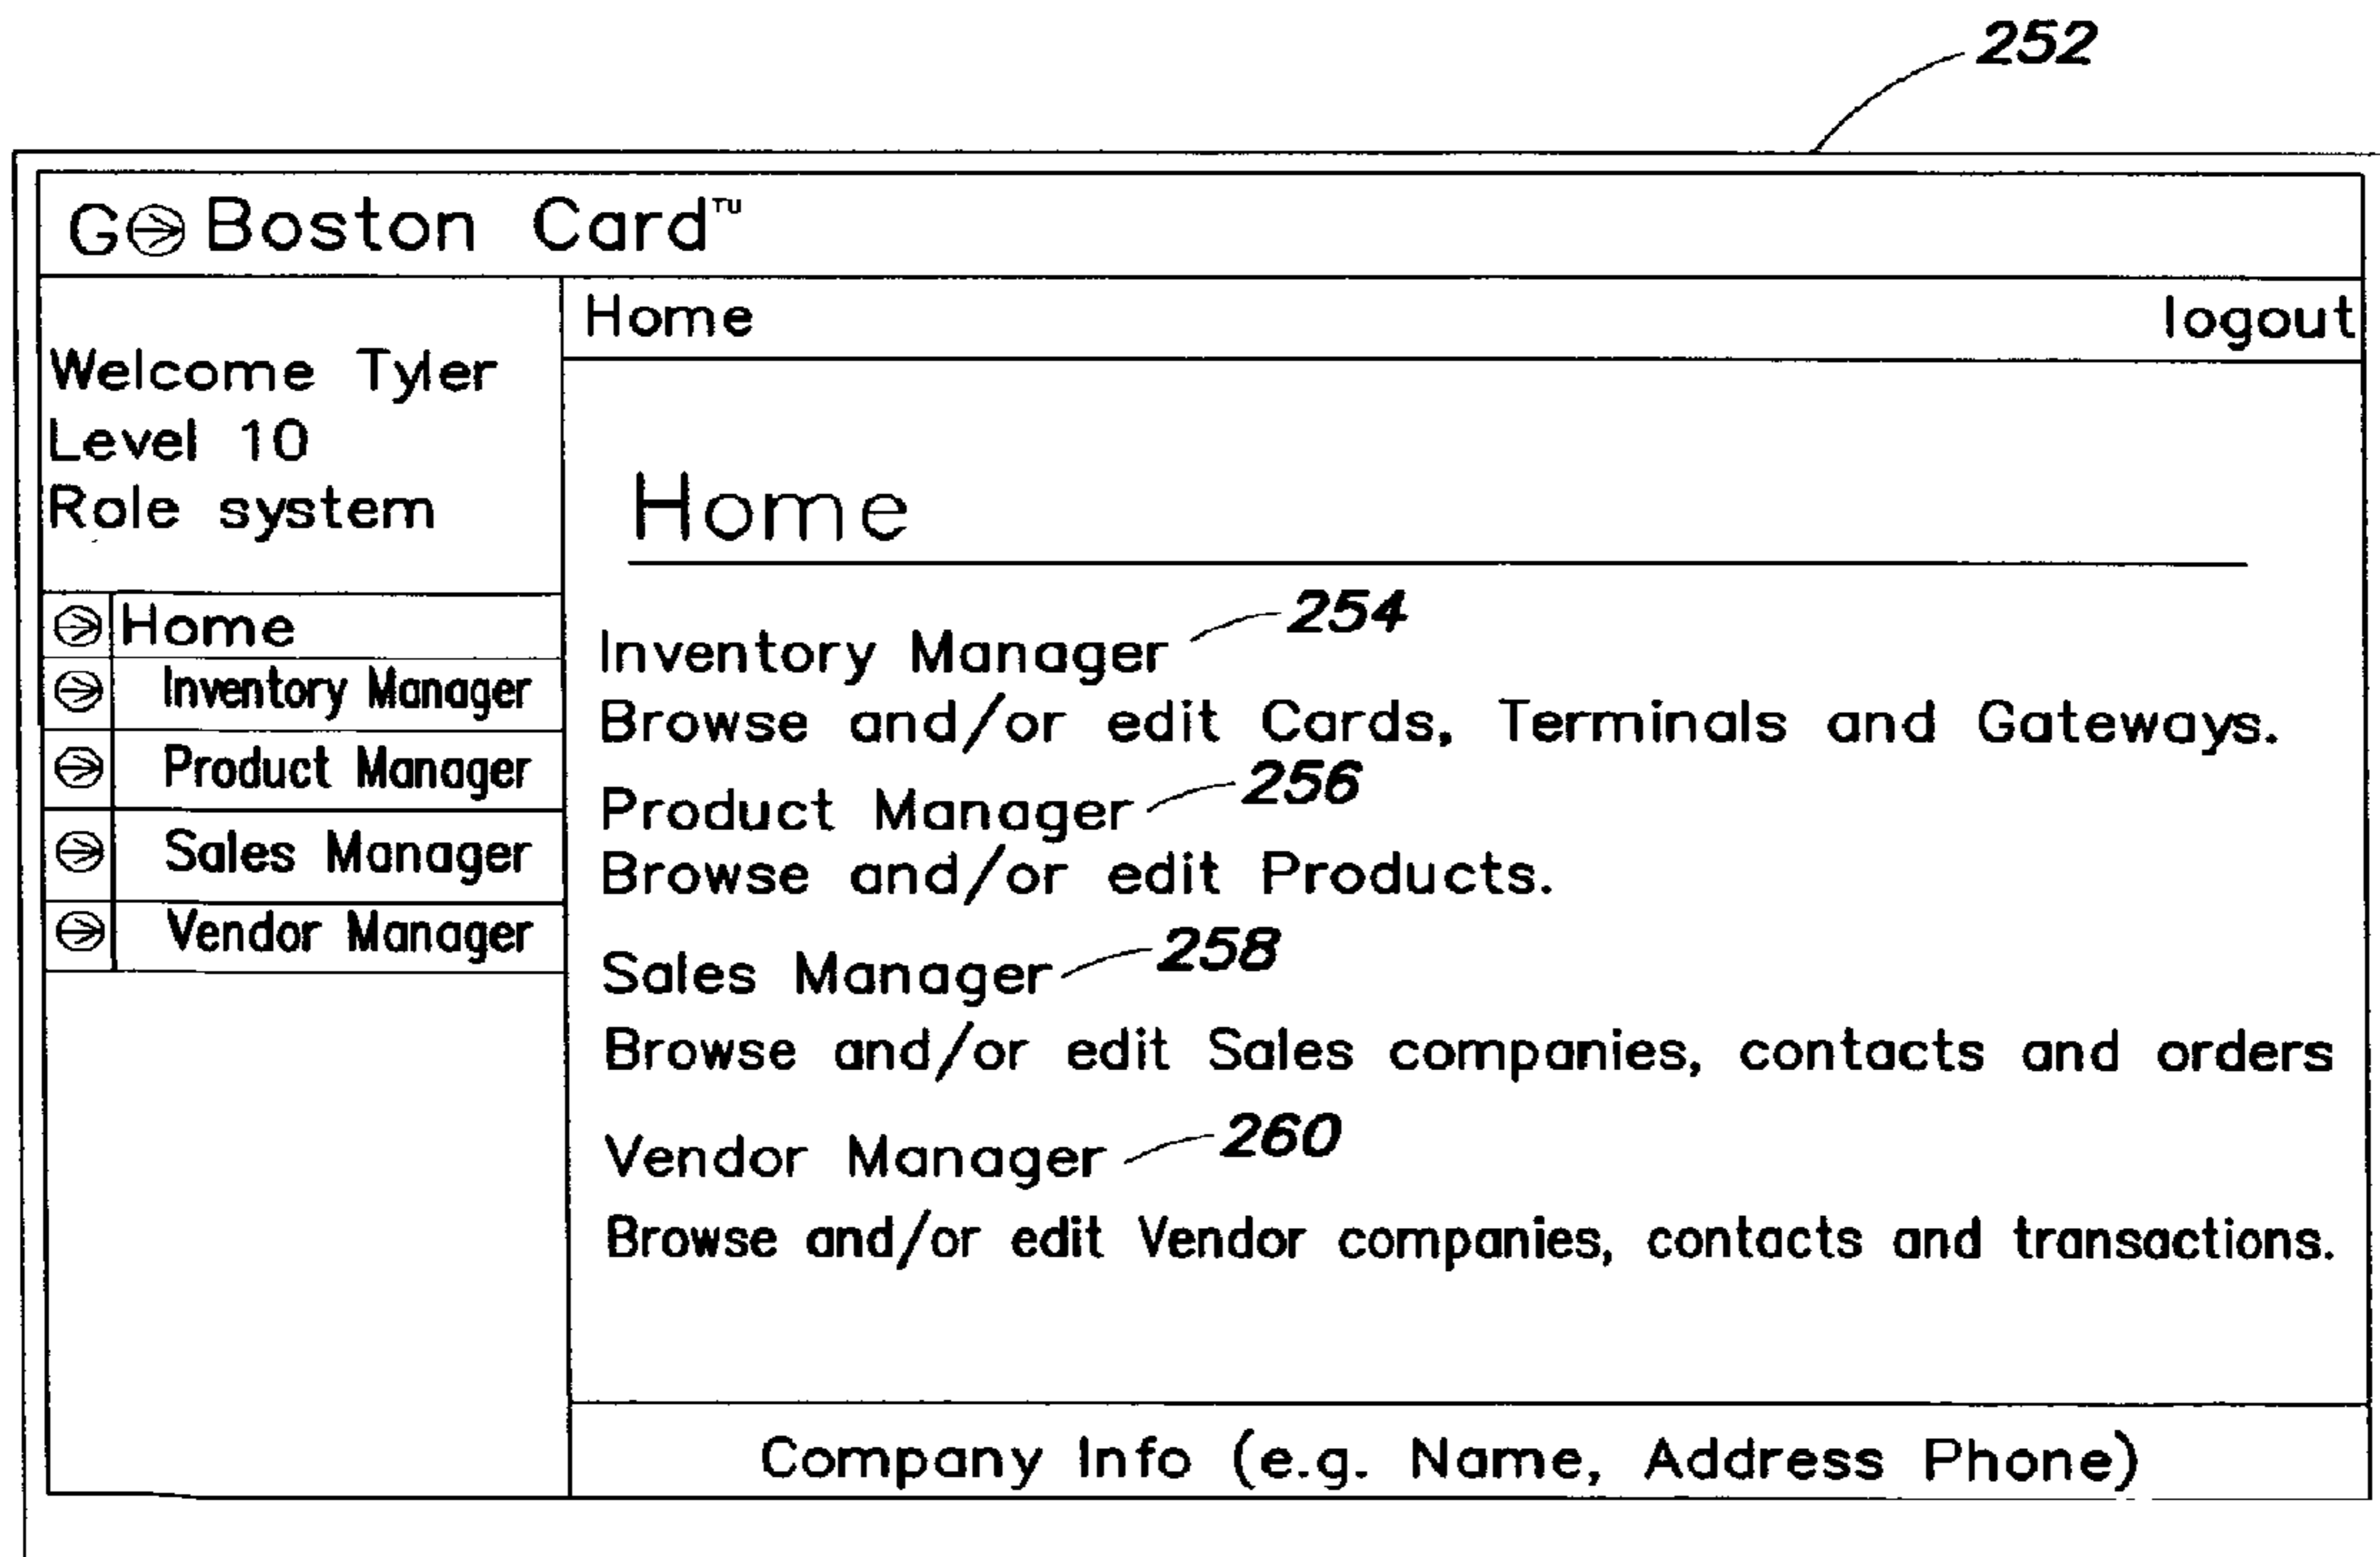 252
GO Boston Card™
Home logout
Welcome Tyler
Level 10
Role system
Home
Inventory Manager
Product Manager
Sales Manager
Vendor Manager
Home
Inventory Manager 254
Browse and/or edit Cards, Terminals and Gateways.
Product Manager 256
Browse and/or edit Products.
Sales Manager 258
Browse and/or edit Sales companies, contacts and orders
Vendor Manager 260
Browse and/or edit Vendor companies, contacts and transactions.
Company Info (e.g. Name, Address Phone)